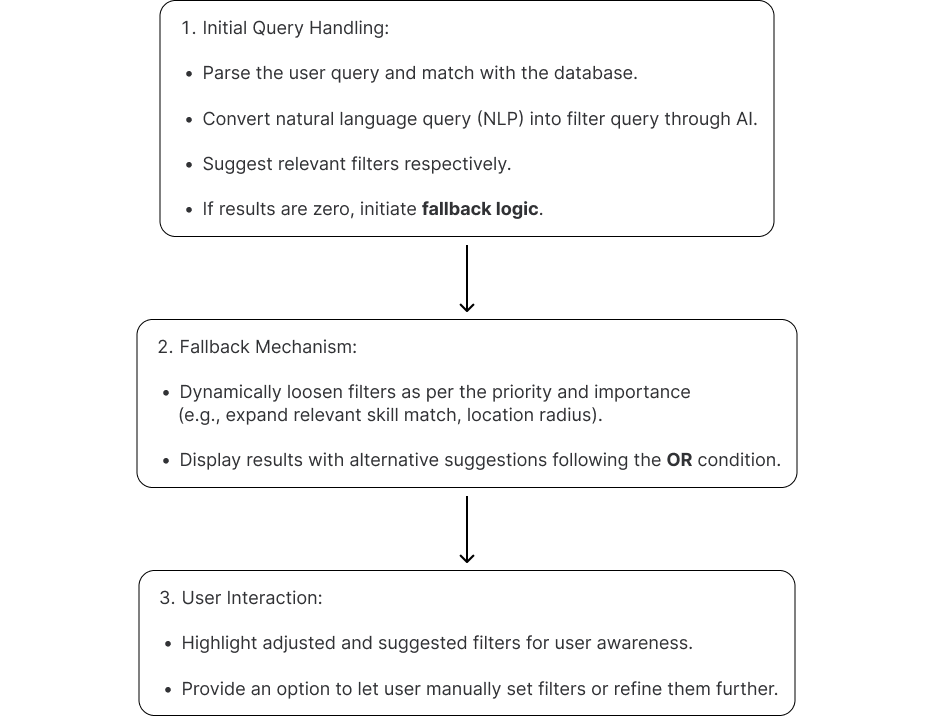 1. Initial Query Handling:
• Parse the user query and match with the database.
• Convert natural language query (NLP) into filter query through AI.
• Suggest relevant filters respectively.
• If results are zero, initiate fallback logic.
2. Fallback Mechanism:
• Dynamically loosen filters as per the priority and importance
(e.g., expand relevant skill match, location radius).
• Display results with alternative suggestions following the OR condition.
3. User Interaction:
• Highlight adjusted and suggested filters for user awareness.
• Provide an option to let user manually set filters or refine them further.